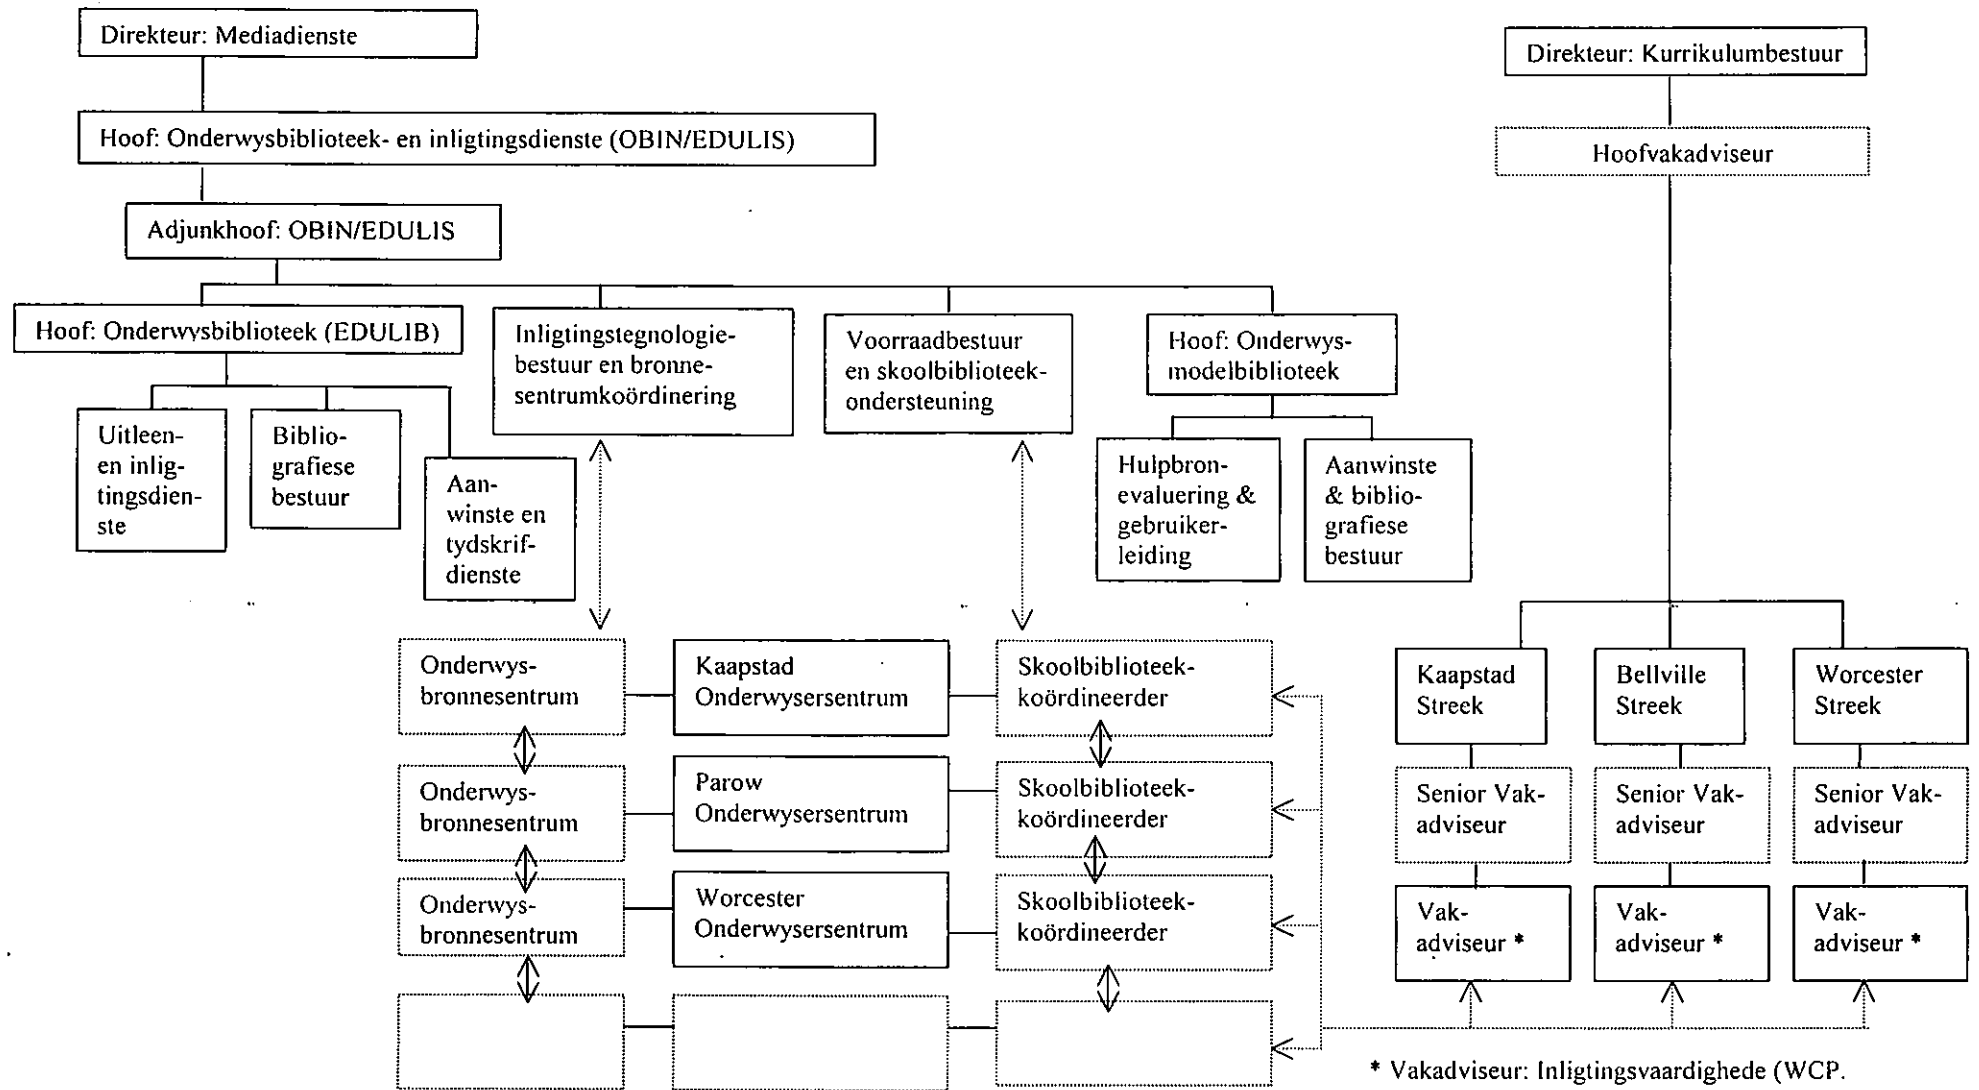 Direkteur: Mediadienste
Hoof: Onderwysbiblioteek- en inligtingsdienste (OBIN/EDULIS)
Adjunkhoof: OBIN/EDULIS
Hoof: Onderwysbiblioteek (EDULIB)
Uitleen-
en inlig-
tingsdien-
ste
Biblio-
grafiese
bestuur
Aan-
winste en
tydskrif-
dienste
Inligtingstegnologie-
bestuur en bronne-
sentrumkoördinering
Voorraadbestuur
en skoolbiblioteek-
ondersteuning
Hoof: Onderwys-
modelbiblioteek
Hulpbron-
evaluering &
gebruiker-
leiding
Aanwinste
& biblio-
grafiese
bestuur
Onderwys-
bronnesentrum
Kaapstad
Onderwysersentrum
Skoolbiblioteek-
koördineerder
Onderwys-
bronnesentrum
Parow
Onderwysersentrum
Skoolbiblioteek-
koördineerder
Onderwys-
bronnesentrum
Worcester
Onderwysersentrum
Skoolbiblioteek-
koördineerder
Direkteur: Kurrikulumbestuur
Hoofvakadviseur
Kaapstad
Streek
Bellville
Streek
Worcester
Streek
Senior Vak-
adviseur
Senior Vak-
adviseur
Senior Vak-
adviseur
Vak-
adviseur *
Vak-
adviseur *
Vak-
adviseur *
* Vakadviseur: Inligtingsvaardighede (WCP.